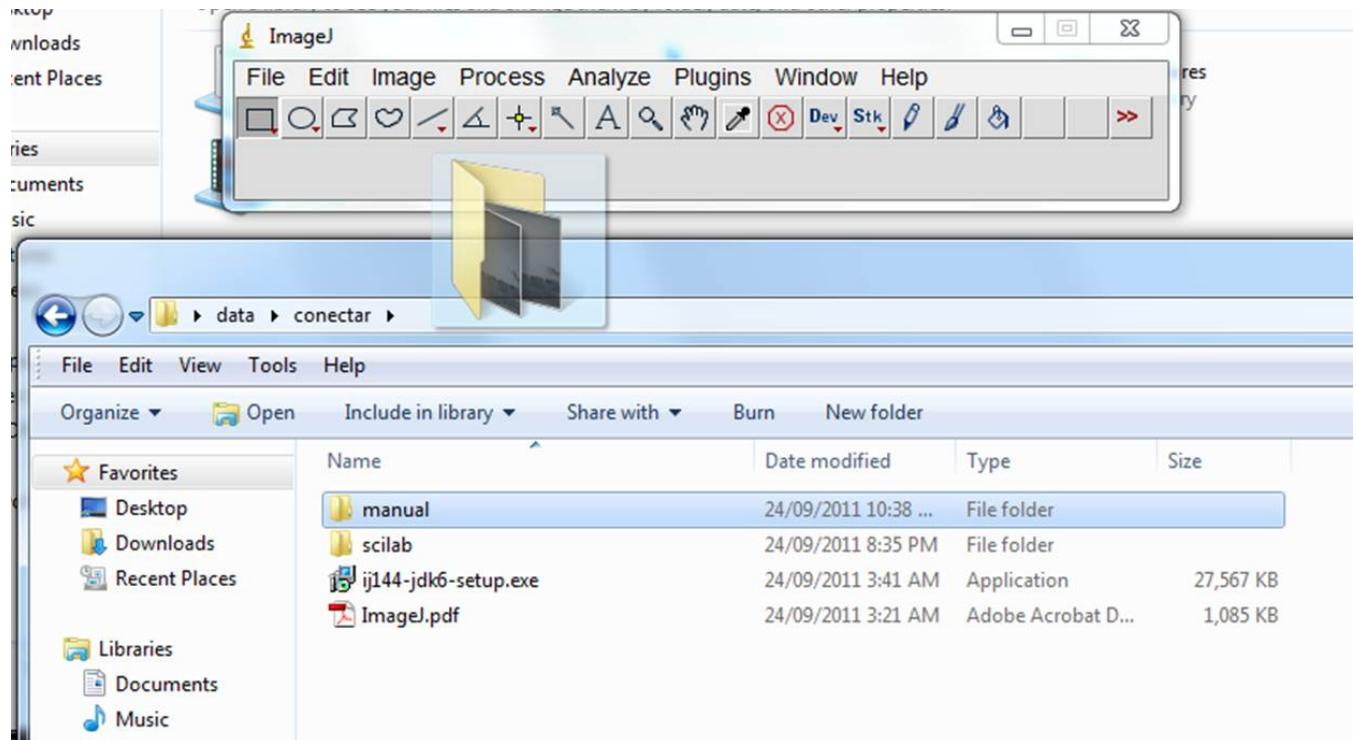 ImageJ
wnloads
cent Places
File Edit Image Process Analyze Plugins Window Help
res
ry
Dev Stk >>
ries
cuments
sic
data conectar
File Edit View Tools Help
Organize Open Include in library Share with Burn New folder
Name Date modified Type Size
Favorites
Desktop
Downloads
Recent Places
Libraries
Documents
Music
manual 24/09/2011 10:38 ... File folder
scilab 24/09/2011 8:35 PM File folder
ij144-jdk6-setup.exe 24/09/2011 3:41 AM Application 27,567 KB
ImageJ.pdf 24/09/2011 3:21 AM Adobe Acrobat D... 1,085 KB